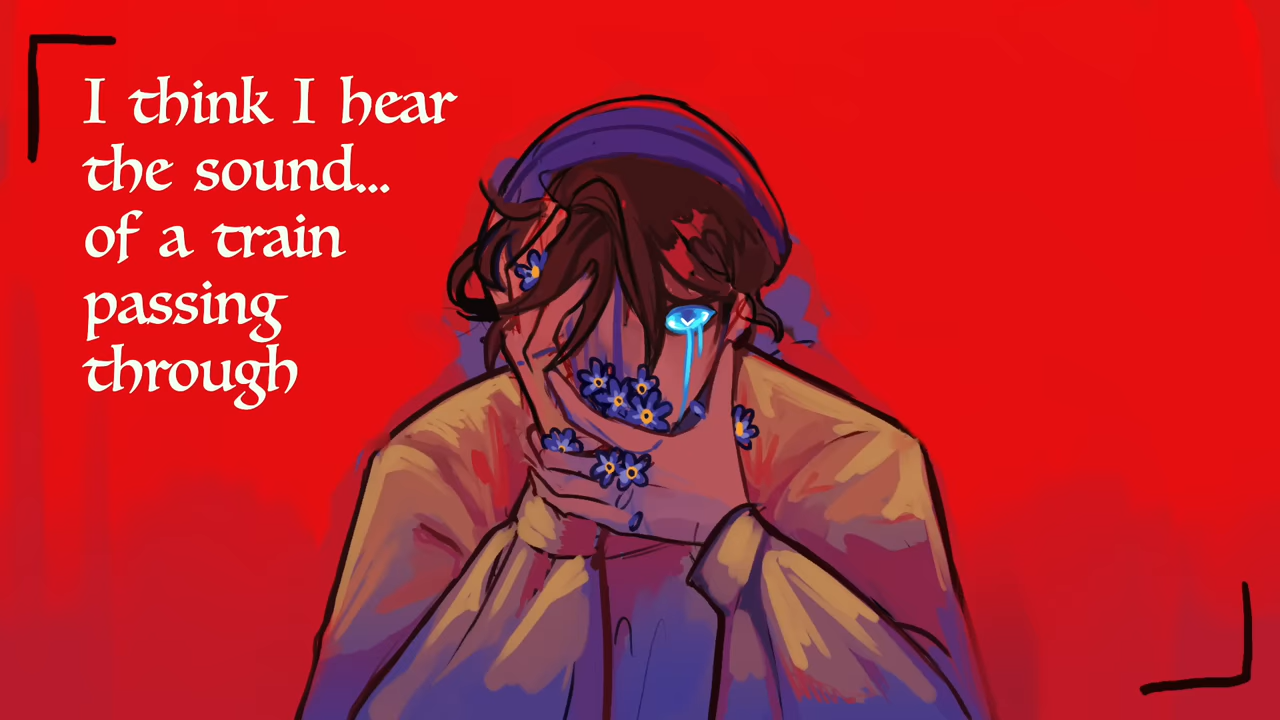 I think I hear
the sound...
of a train
passing
through